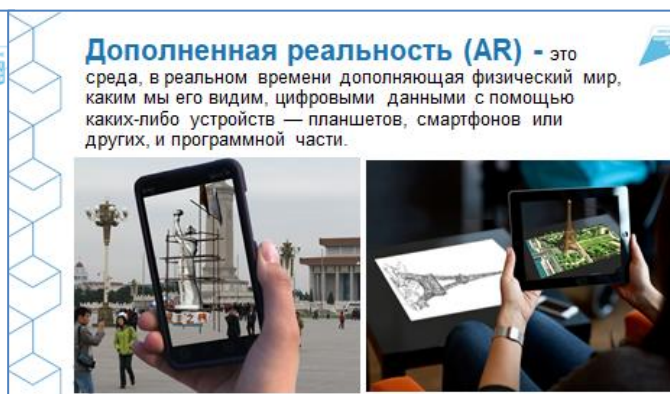 Дополненная реальность (AR) - это
среда, в реальном времени дополняющая физический мир,
каким мы его видим, цифровыми данными с помощью
каких-либо устройств — планшетов, смартфонов или
других, и программной части.